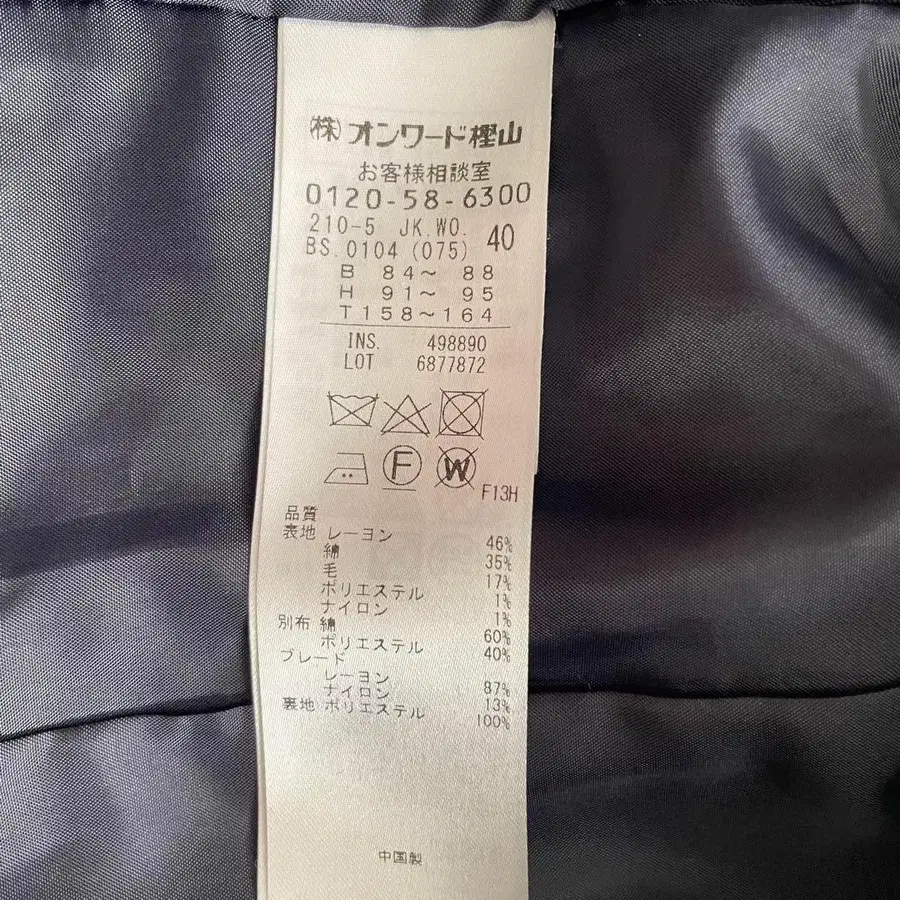 (株)オンワード樫山
お客様相談室
0120-58-6300
210-5 JK.WO. 40
BS.0104 (075)
B 84～ 88
H 91～ 95
T158～164
INS. 498890
LOT 6877872
F W
F13H
品質
表地 レーヨン 46%
綿 35%
毛 17%
ポリエステル 1%
ナイロン 1%
別布 綿 60%
ポリエステル 40%
ブレード
レーヨン 87%
ナイロン 13%
裏地 ポリエステル 100%
中国製